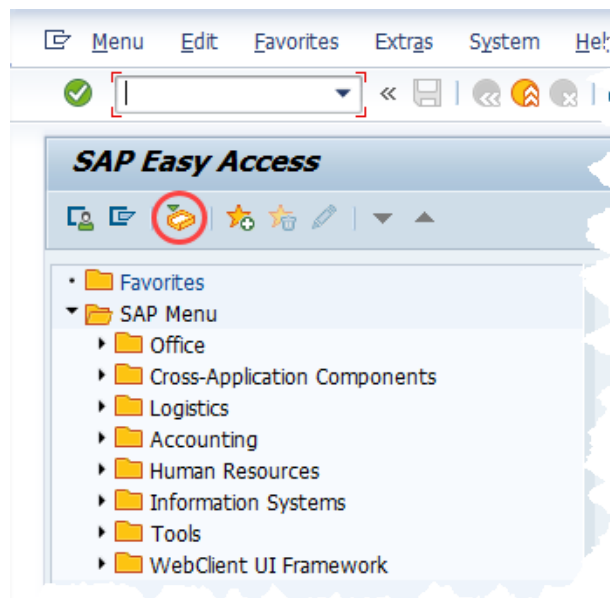 Menu Edit Favorites Extras System Hel
SAP Easy Access
Favorites
SAP Menu
Office
Cross-Application Components
Logistics
Accounting
Human Resources
Information Systems
Tools
WebClient UI Framework